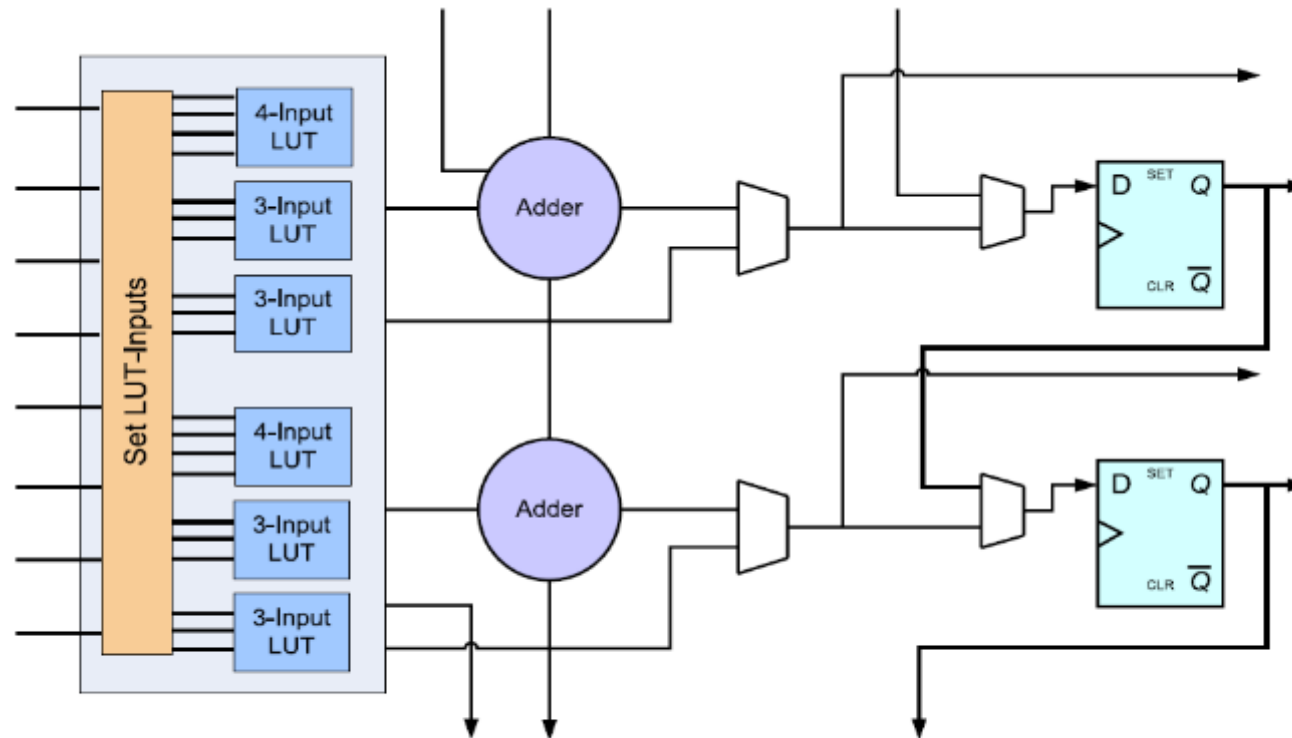 Set LUT-Inputs
4-Input
LUT
3-Input
LUT
3-Input
LUT
4-Input
LUT
3-Input
LUT
3-Input
LUT
Adder
Adder
D
SET
Q
CLR
Q̅
D
SET
Q
CLR
Q̅